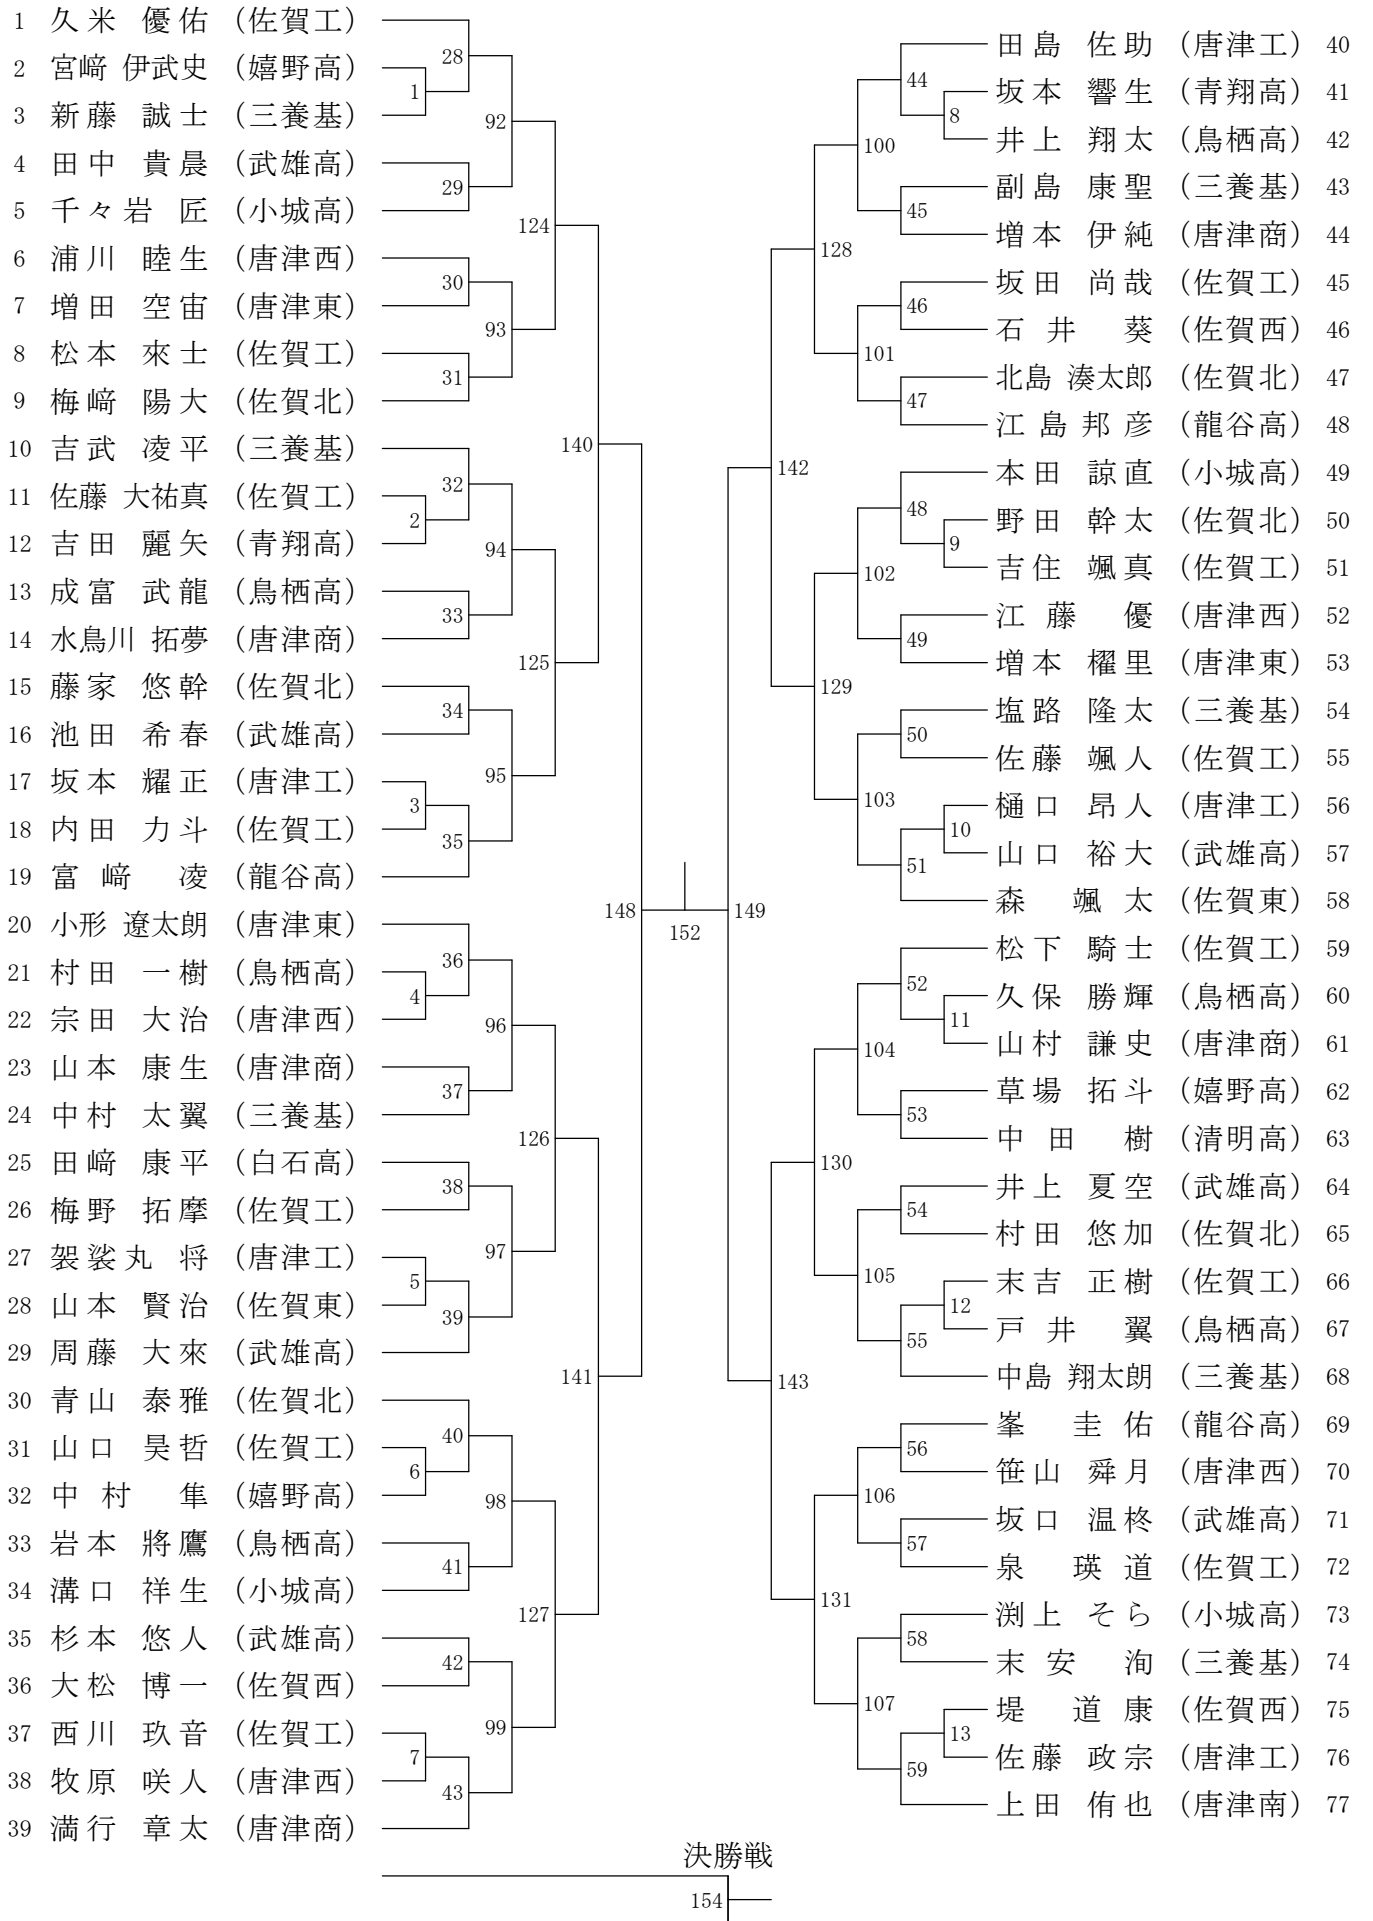 1 久米 優佑 (佐賀工)
2 宮﨑 伊武史 (嬉野高)
3 新藤 誠士 (三養基)
4 田中 貴晨 (武雄高)
5 千々岩 匠 (小城高)
6 浦川 睦生 (唐津西)
7 増田 空宙 (唐津東)
8 松本 來士 (佐賀工)
9 梅﨑 陽大 (佐賀北)
10 吉武 凌平 (三養基)
11 佐藤 大祐真 (佐賀工)
12 吉田 麗矢 (青翔高)
13 成富 武龍 (鳥栖高)
14 水鳥川 拓夢 (唐津商)
15 藤家 悠幹 (佐賀北)
16 池田 希春 (武雄高)
17 坂本 耀正 (唐津工)
18 内田 力斗 (佐賀工)
19 富﨑 凌 (龍谷高)
20 小形 遼太朗 (唐津東)
21 村田 一樹 (鳥栖高)
22 宗田 大治 (唐津西)
23 山本 康生 (唐津商)
24 中村 太翼 (三養基)
25 田﨑 康平 (白石高)
26 梅野 拓摩 (佐賀工)
27 袈裟丸 将 (唐津工)
28 山本 賢治 (佐賀東)
29 周藤 大來 (武雄高)
30 青山 泰雅 (佐賀北)
31 山口 昊哲 (佐賀工)
32 中村 隼 (嬉野高)
33 岩本 將鷹 (鳥栖高)
34 溝口 祥生 (小城高)
35 杉本 悠人 (武雄高)
36 大松 博一 (佐賀西)
37 西川 玖音 (佐賀工)
38 牧原 咲人 (唐津西)
39 満行 章太 (唐津商)
28
1
92
29
124
30
93
31
140
32
2
94
33
125
34
95
3
35
148
36
4
96
37
126
38
97
5
39
141
40
6
98
41
127
42
99
7
43
152
149
44
8
100
45
128
46
101
47
142
48
9
102
49
129
50
103
10
51
52
11
104
53
130
54
105
12
55
143
56
106
57
131
58
107
13
59
田島 佐助 (唐津工) 40
坂本 響生 (青翔高) 41
井上 翔太 (鳥栖高) 42
副島 康聖 (三養基) 43
増本 伊純 (唐津商) 44
坂田 尚哉 (佐賀工) 45
石井 葵 (佐賀西) 46
北島 湊太郎 (佐賀北) 47
江島邦彦 (龍谷高) 48
本田 諒直 (小城高) 49
野田 幹太 (佐賀北) 50
吉住 颯真 (佐賀工) 51
江藤 優 (唐津西) 52
増本 櫂里 (唐津東) 53
塩路 隆太 (三養基) 54
佐藤 颯人 (佐賀工) 55
樋口 昂人 (唐津工) 56
山口 裕大 (武雄高) 57
森 颯太 (佐賀東) 58
松下 騎士 (佐賀工) 59
久保 勝輝 (鳥栖高) 60
山村 謙史 (唐津商) 61
草場 拓斗 (嬉野高) 62
中田 樹 (清明高) 63
井上 夏空 (武雄高) 64
村田 悠加 (佐賀北) 65
末吉 正樹 (佐賀工) 66
戸井 翼 (鳥栖高) 67
中島 翔太朗 (三養基) 68
峯 圭佑 (龍谷高) 69
笹山 舜月 (唐津西) 70
坂口 温柊 (武雄高) 71
泉 瑛道 (佐賀工) 72
渕上 そら (小城高) 73
末安 洵 (三養基) 74
堤 道康 (佐賀西) 75
佐藤 政宗 (唐津工) 76
上田 侑也 (唐津南) 77
決勝戦
154